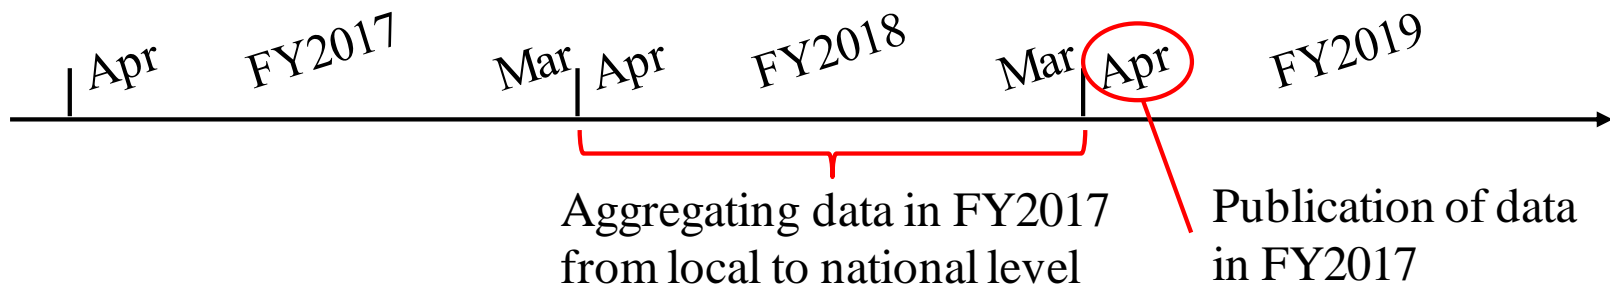 Apr FY2017 Mar Apr FY2018 Mar Apr FY2019
Aggregating data in FY2017
from local to national level
Publication of data
in FY2017